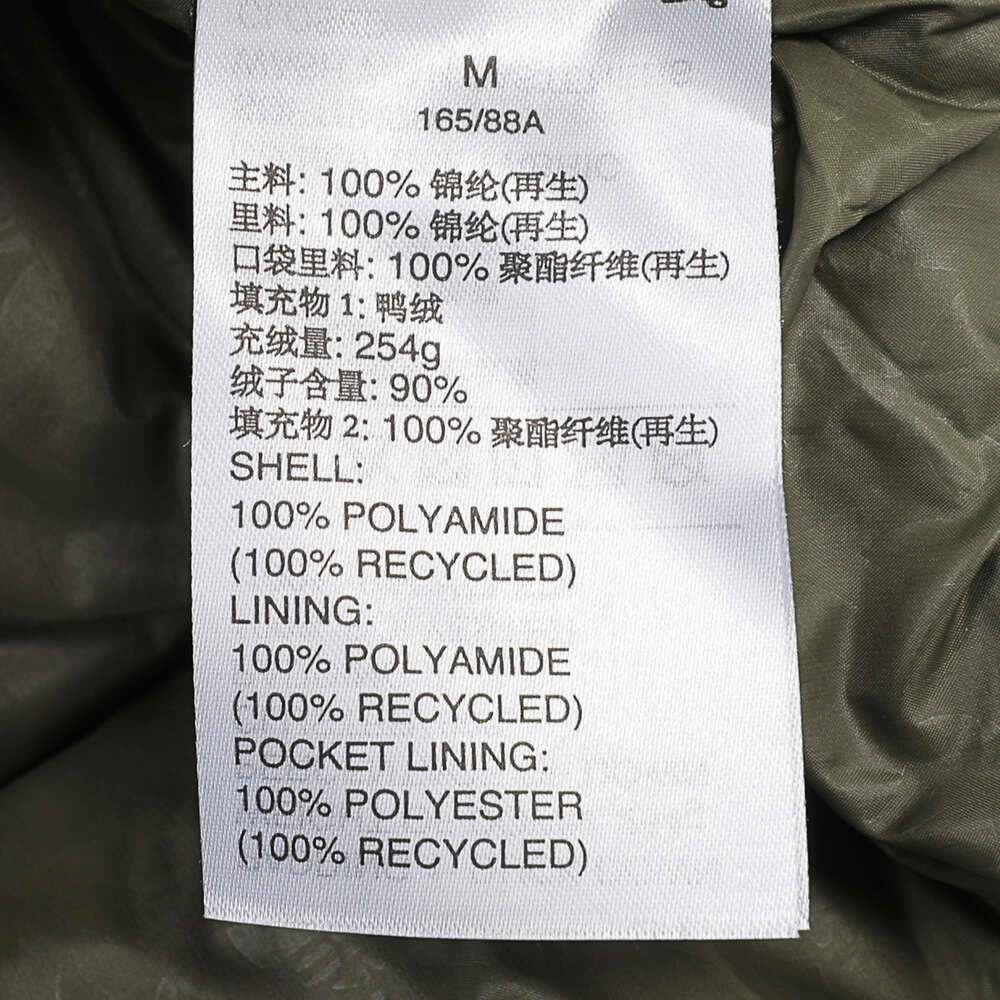 M
165/88A
主料: 100% 锦纶(再生)
里料: 100% 锦纶(再生)
口袋里料: 100% 聚酯纤维(再生)
填充物 1: 鸭绒
充绒量: 254g
绒子含量: 90%
填充物 2: 100% 聚酯纤维(再生)
SHELL:
100% POLYAMIDE
(100% RECYCLED)
LINING:
100% POLYAMIDE
(100% RECYCLED)
POCKET LINING:
100% POLYESTER
(100% RECYCLED)